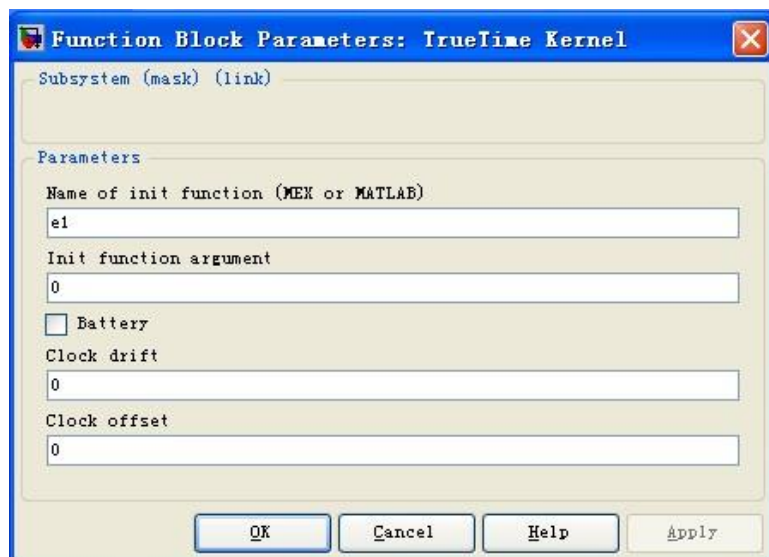 Function Block Parameters: TrueTime Kernel
Subsystem (mask) (link)
Parameters
Name of init function (MEX or MATLAB)
e1
Init function argument
0
Battery
Clock drift
0
Clock offset
0
OK Cancel Help Apply